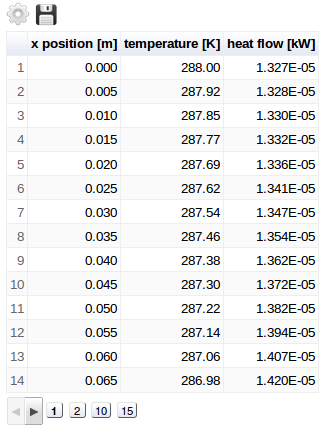 x position [m] temperature [K] heat flow [kW]
1 0.000 288.00 1.327E-05
2 0.005 287.92 1.328E-05
3 0.010 287.85 1.330E-05
4 0.015 287.77 1.332E-05
5 0.020 287.69 1.336E-05
6 0.025 287.62 1.341E-05
7 0.030 287.54 1.347E-05
8 0.035 287.46 1.354E-05
9 0.040 287.38 1.362E-05
10 0.045 287.30 1.372E-05
11 0.050 287.22 1.382E-05
12 0.055 287.14 1.394E-05
13 0.060 287.06 1.407E-05
14 0.065 286.98 1.420E-05
1 2 10 15